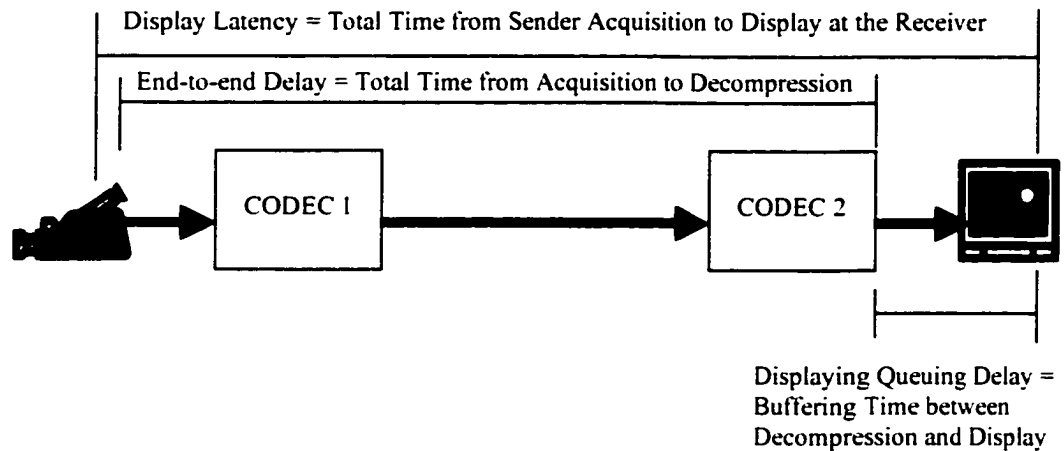 Display Latency = Total Time from Sender Acquisition to Display at the Receiver
End-to-end Delay = Total Time from Acquisition to Decompression
CODEC 1
CODEC 2
Displaying Queuing Delay =
Buffering Time between
Decompression and Display